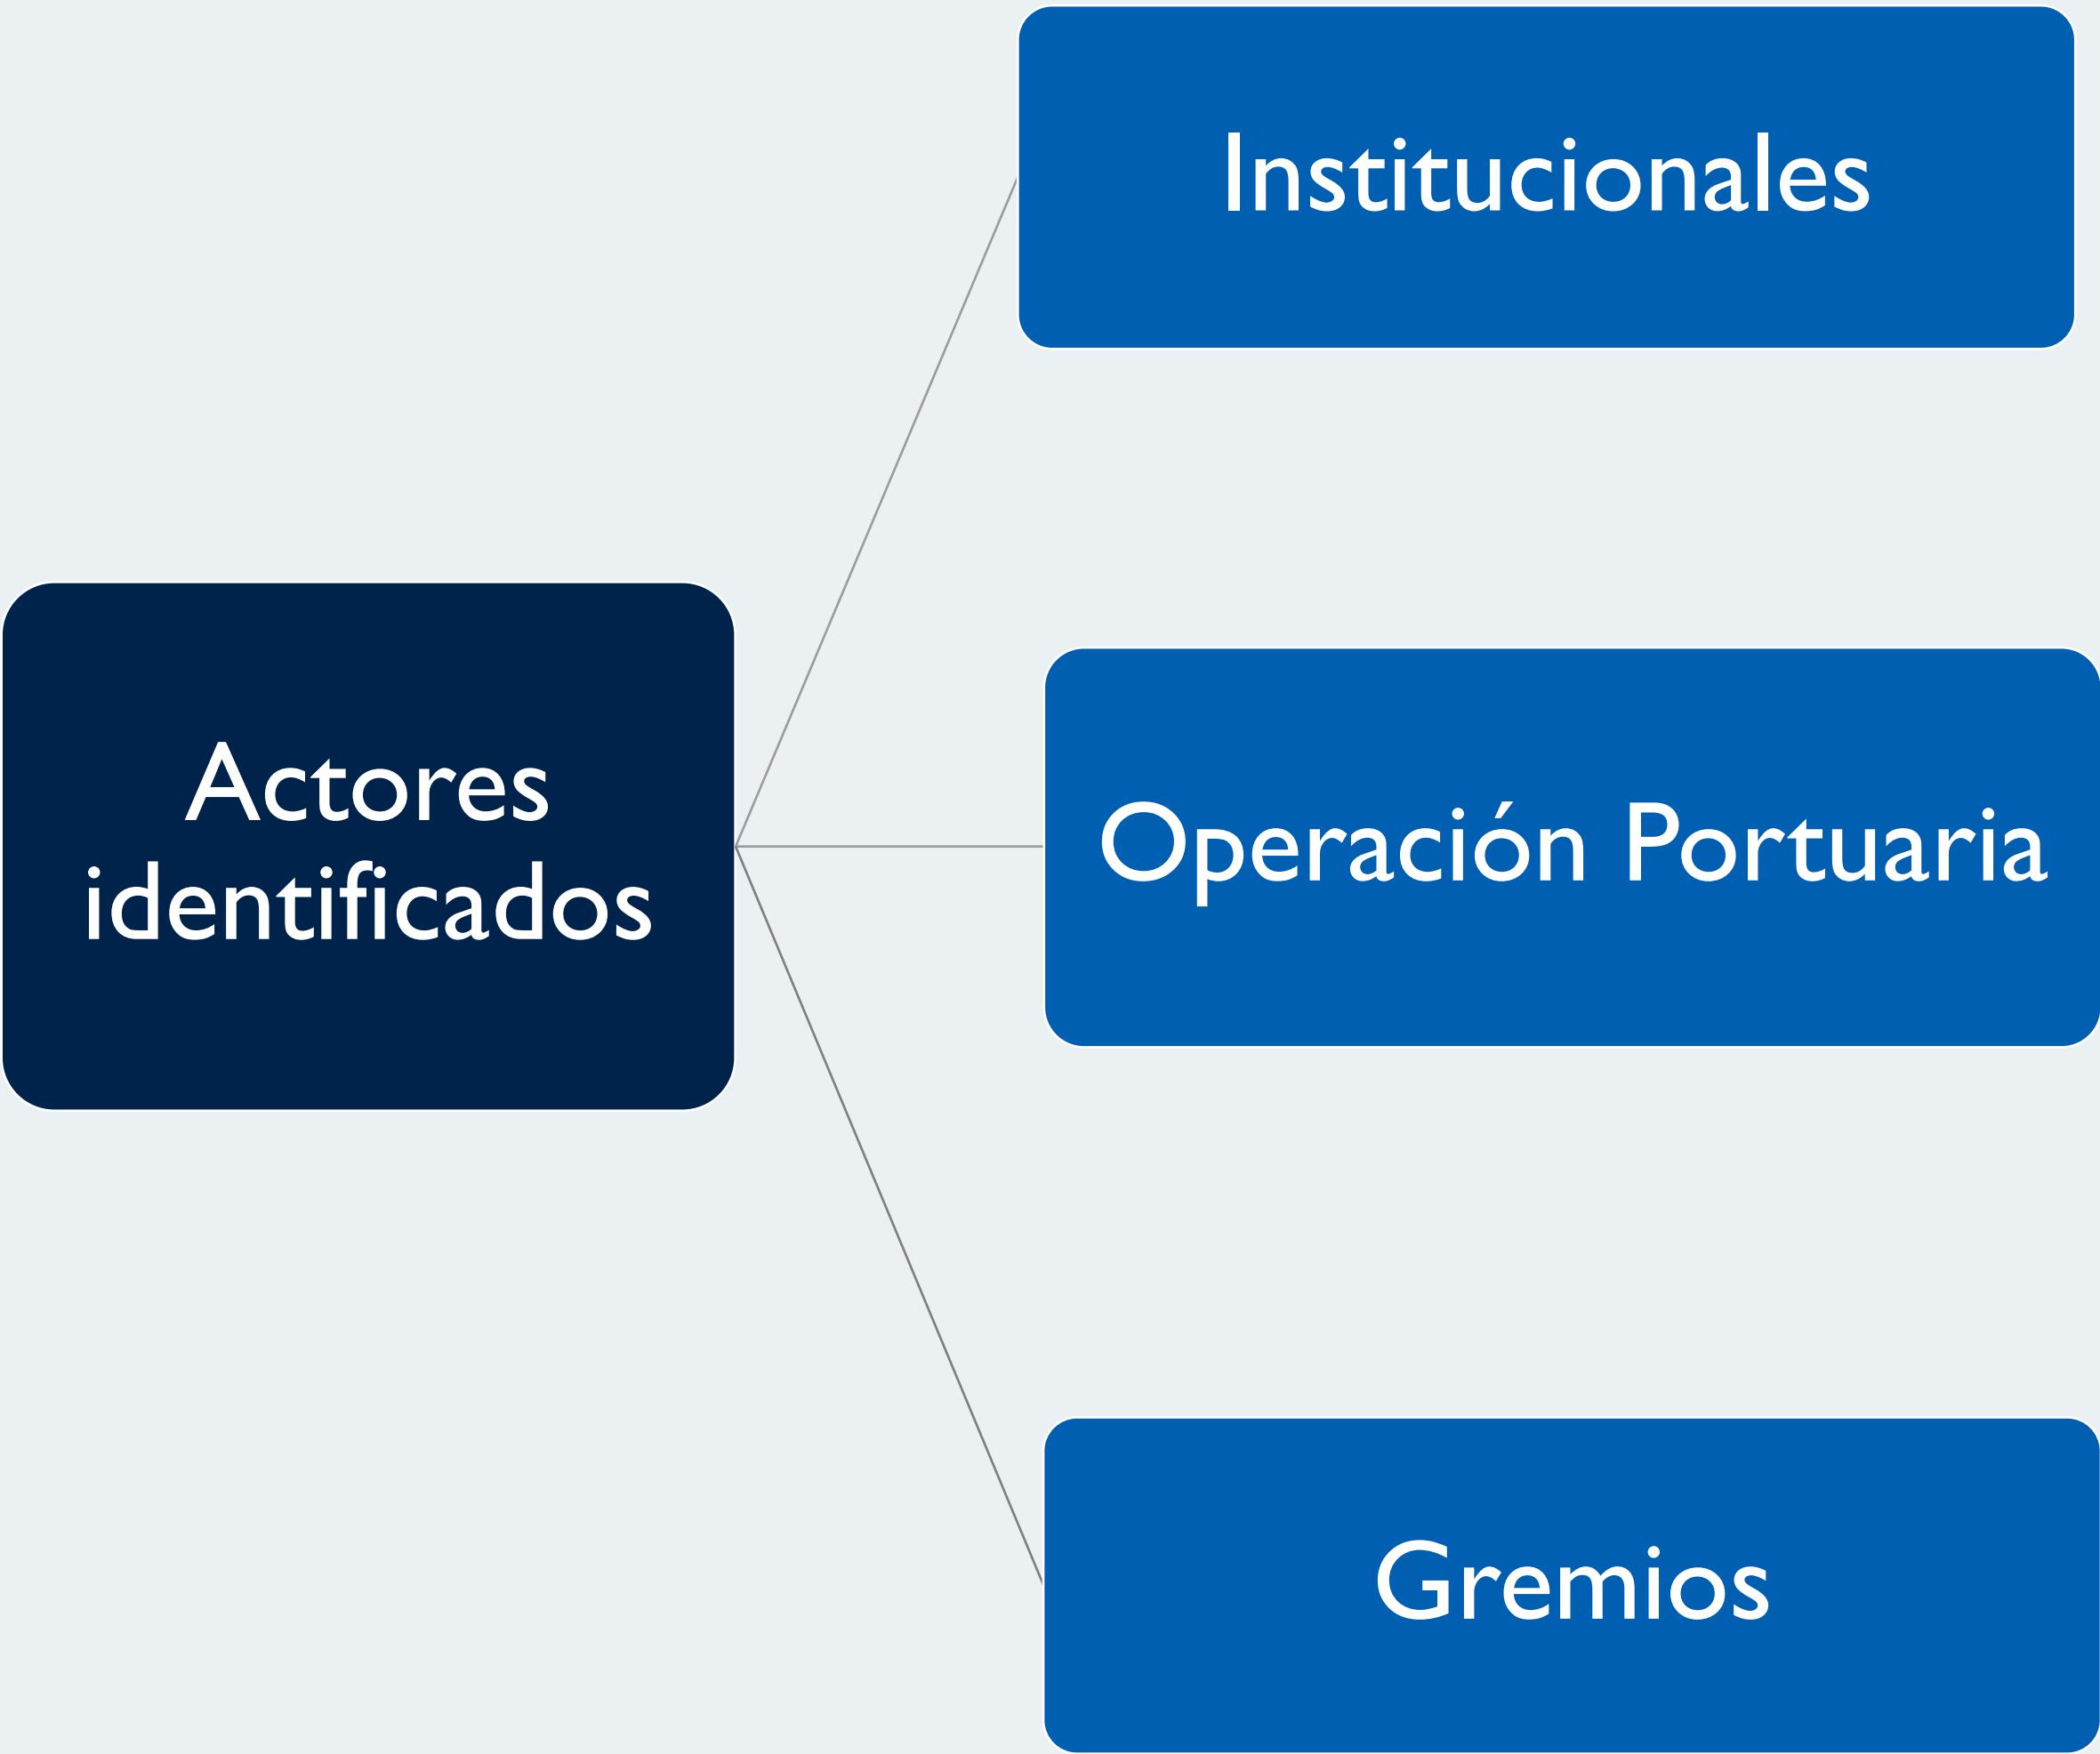 Institucionales
Actores
identificados
Operación Portuaria
Gremios